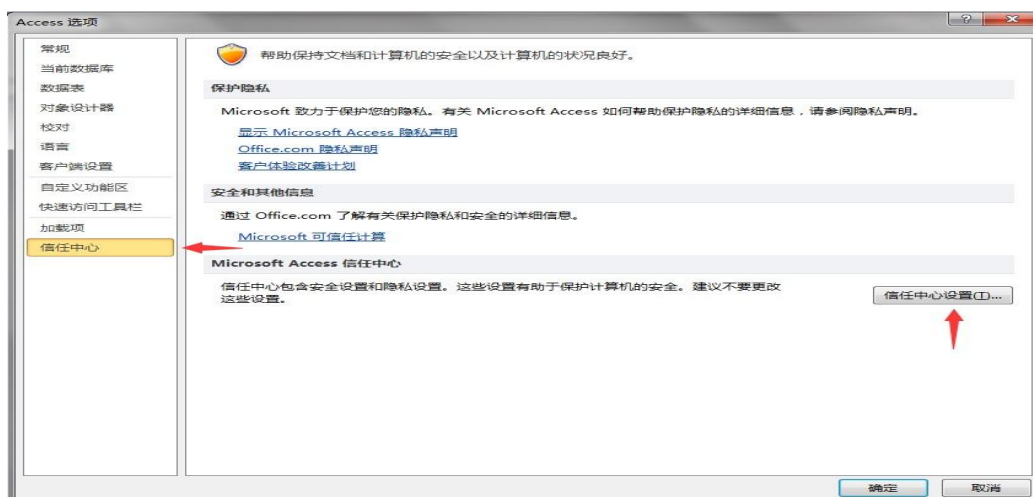 Access 选项
常规
当前数据库
数据表
对象设计器
校对
语言
客户端设置
自定义功能区
快速访问工具栏
加载项
信任中心
帮助保持文档和计算机的安全以及计算机的状况良好。
保护隐私
Microsoft 致力于保护您的隐私。有关 Microsoft Access 如何帮助保护隐私的详细信息，请参阅隐私声明。
显示 Microsoft Access 隐私声明
Office.com 隐私声明
客户体验改善计划
安全和其他信息
通过 Office.com 了解有关保护隐私和安全的详细信息。
Microsoft 可信任计算
Microsoft Access 信任中心
信任中心包含安全设置和隐私设置。这些设置有助于保护计算机的安全。建议不要更改
这些设置。
信任中心设置(T)...
确定
取消